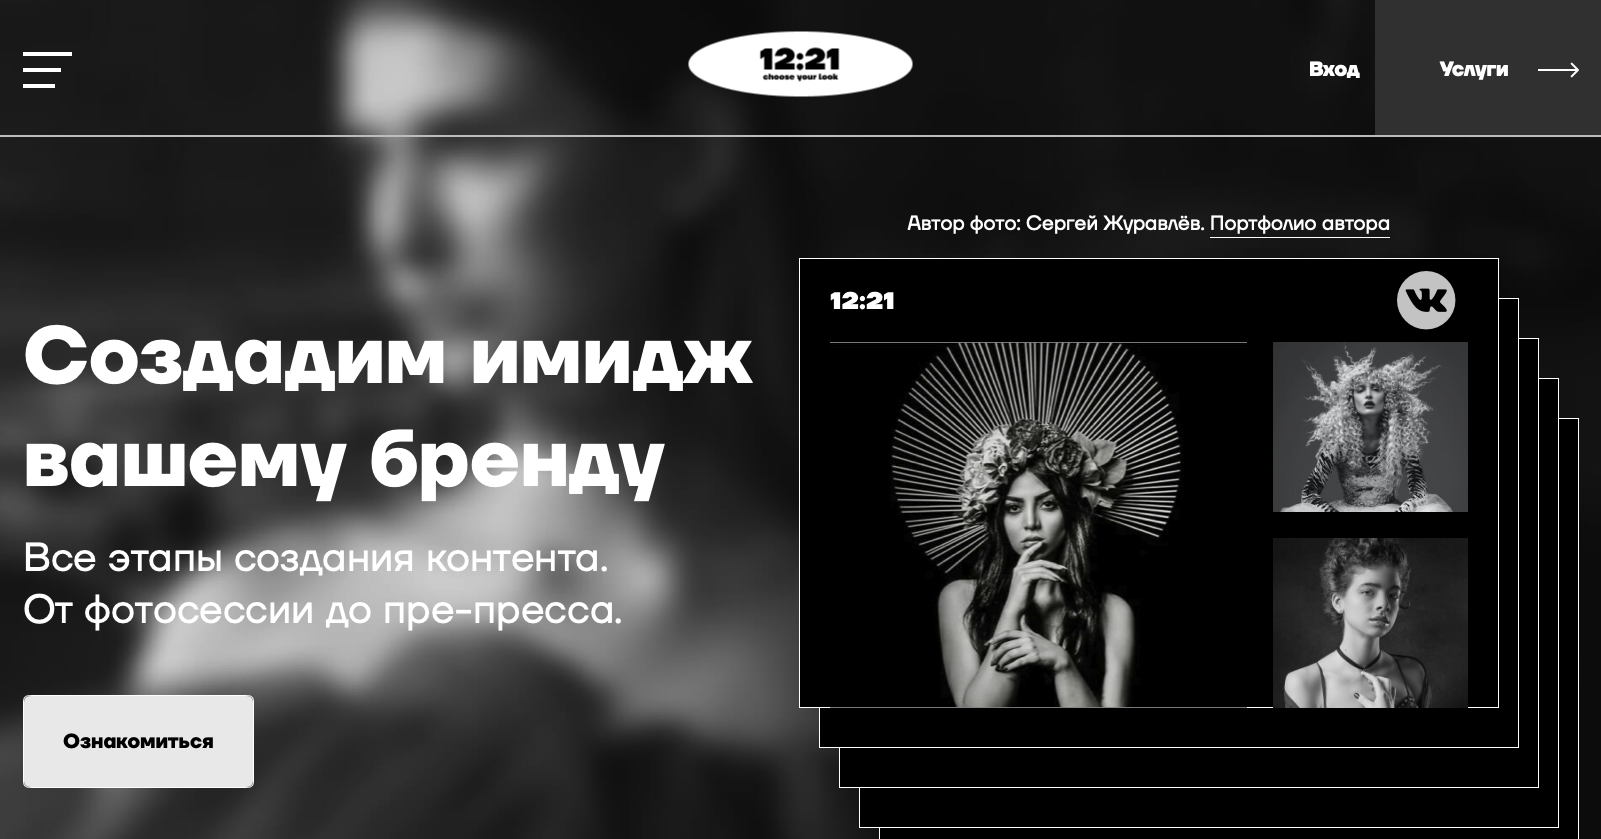 12:21
choose your look
Вход
Услуги
Автор фото: Сергей Журавлёв. Портфолио автора
12:21
VK
Создадим имидж
вашему бренду
Все этапы создания контента.
От фотосессии до пре-пресса.
Ознакомиться